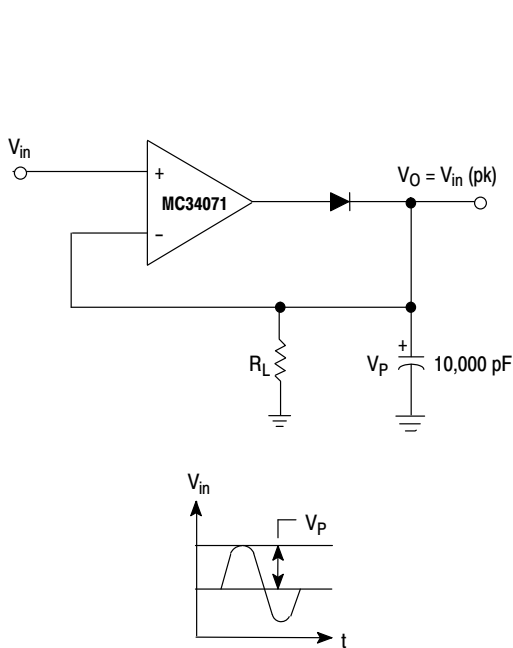 Vin
+
MC34071
−
VO = Vin (pk)
RL
+
VP
10,000 pF
Vin
VP
t